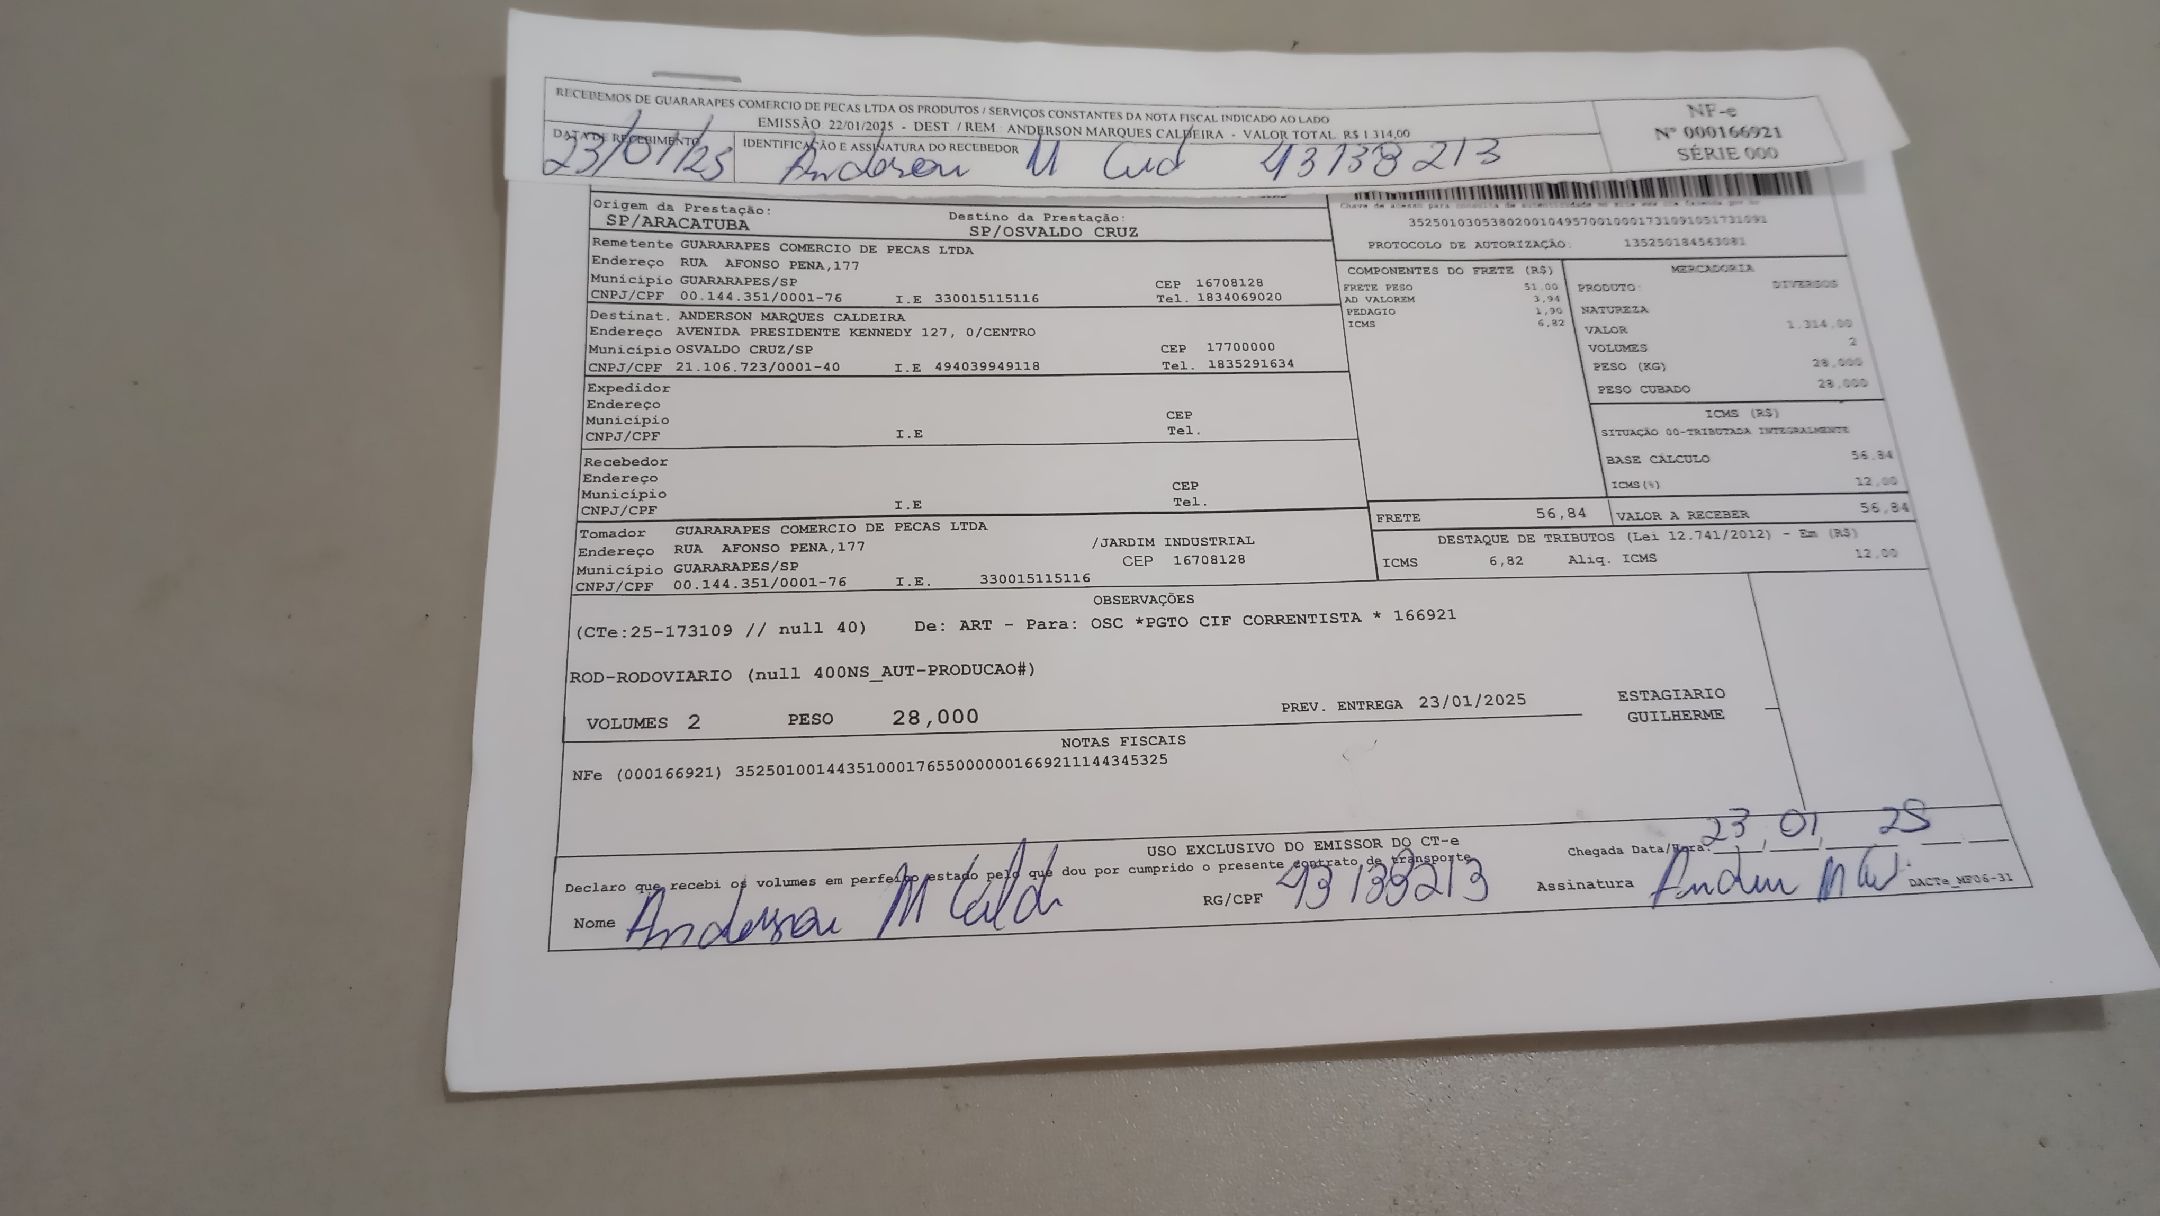 RECEBEMOS DE GUARARAPES COMERCIO DE PECAS LTDA OS PRODUTOS / SERVIÇOS CONSTANTES DA NOTA FISCAL INDICADO AO LADO
EMISSÃO 22/01/2025 - DEST / REM ANDERSON MARQUES CALDEIRA - VALOR TOTAL R$ 1 314,00
NF-e
Nº 000166921
SÉRIE 000
DATA DE RECEBIMENTO
IDENTIFICAÇÃO E ASSINATURA DO RECEBEDOR
23/01/25 Anderson M 43138213
Origem da Prestação:
SP/ARACATUBA
Destino da Prestação:
SP/OSVALDO CRUZ
35250103053802001049570010001731091051731091
PROTOCOLO DE AUTORIZAÇÃO: 135250184563081
Remetente GUARARAPES COMERCIO DE PECAS LTDA
Endereço RUA AFONSO PENA,177
Município GUARARAPES/SP CEP 16708128
CNPJ/CPF 00.144.351/0001-76 I.E 330015115116 Tel. 1834069020
Destinat. ANDERSON MARQUES CALDEIRA
Endereço AVENIDA PRESIDENTE KENNEDY 127, 0/CENTRO
Município OSVALDO CRUZ/SP CEP 17700000
CNPJ/CPF 21.106.723/0001-40 I.E 494039949118 Tel. 1835291634
Expedidor
Endereço
Município CEP
CNPJ/CPF I.E Tel.
Recebedor
Endereço
Município CEP
CNPJ/CPF I.E Tel.
Tomador GUARARAPES COMERCIO DE PECAS LTDA
Endereço RUA AFONSO PENA,177 /JARDIM INDUSTRIAL
Município GUARARAPES/SP CEP 16708128
CNPJ/CPF 00.144.351/0001-76 I.E. 330015115116
COMPONENTES DO FRETE (R$)
FRETE PESO 51,00
AD VALOREM 3,94
PEDAGIO 1,90
ICMS 6,82
MERCADORIA
PRODUTO: DIVERSOS
NATUREZA
VALOR 1.314,00
VOLUMES 2
PESO (KG) 28,000
PESO CUBADO 28,000
ICMS (R$)
SITUAÇÃO 00-TRIBUTADA INTEGRALMENTE
BASE CALCULO 56,84
ICMS(%) 12,00
FRETE 56,84 VALOR A RECEBER 56,84
DESTAQUE DE TRIBUTOS (Lei 12.741/2012) - Em (R$)
ICMS 6,82 Aliq. ICMS 12,00
OBSERVAÇÕES
(CTe:25-173109 // null 40) De: ART - Para: OSC *PGTO CIF CORRENTISTA * 166921
ROD-RODOVIARIO (null 400NS_AUT-PRODUCAO#)
VOLUMES 2 PESO 28,000 PREV. ENTREGA 23/01/2025
ESTAGIARIO
GUILHERME
NOTAS FISCAIS
NFe (000166921) 35250100144351000176550000001669211144345325
USO EXCLUSIVO DO EMISSOR DO CT-e
Declaro que recebi os volumes em perfeito estado pelo que dou por cumprido o presente contrato de transporte
Chegada Data/Hora: 23 01 25
Nome Anderson M RG/CPF 43138213 Assinatura
DACTe_MF06-31